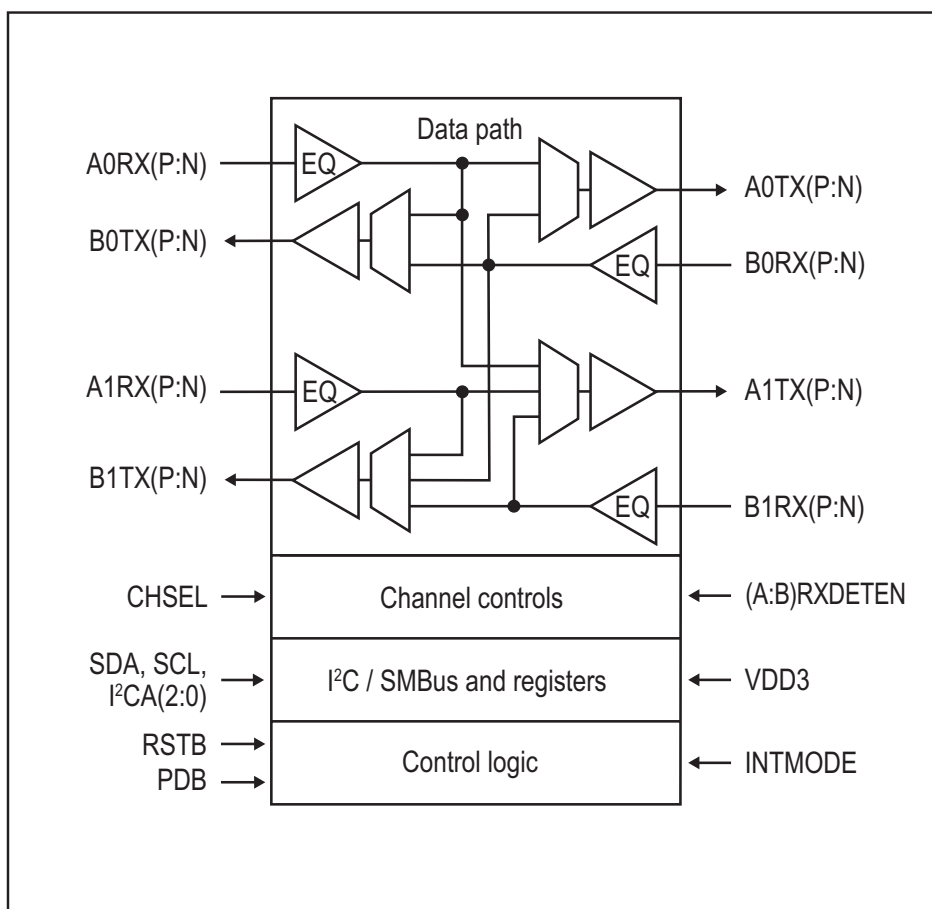 Data path
A0RX(P:N)
EQ
A0TX(P:N)
B0TX(P:N)
EQ
B0RX(P:N)
A1RX(P:N)
EQ
A1TX(P:N)
B1TX(P:N)
EQ
B1RX(P:N)
CHSEL
Channel controls
(A:B)RXDETEN
SDA, SCL,
I²CA(2:0)
I²C / SMBus and registers
VDD3
RSTB
PDB
Control logic
INTMODE